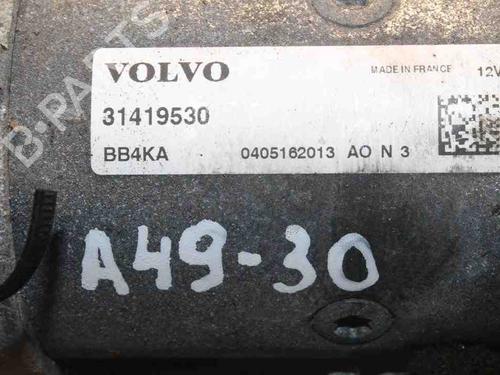 B-PARTS
VOLVO
MADE IN FRANCE 12V
31419530
BB4KA 0405162013 AO N 3
A49-30